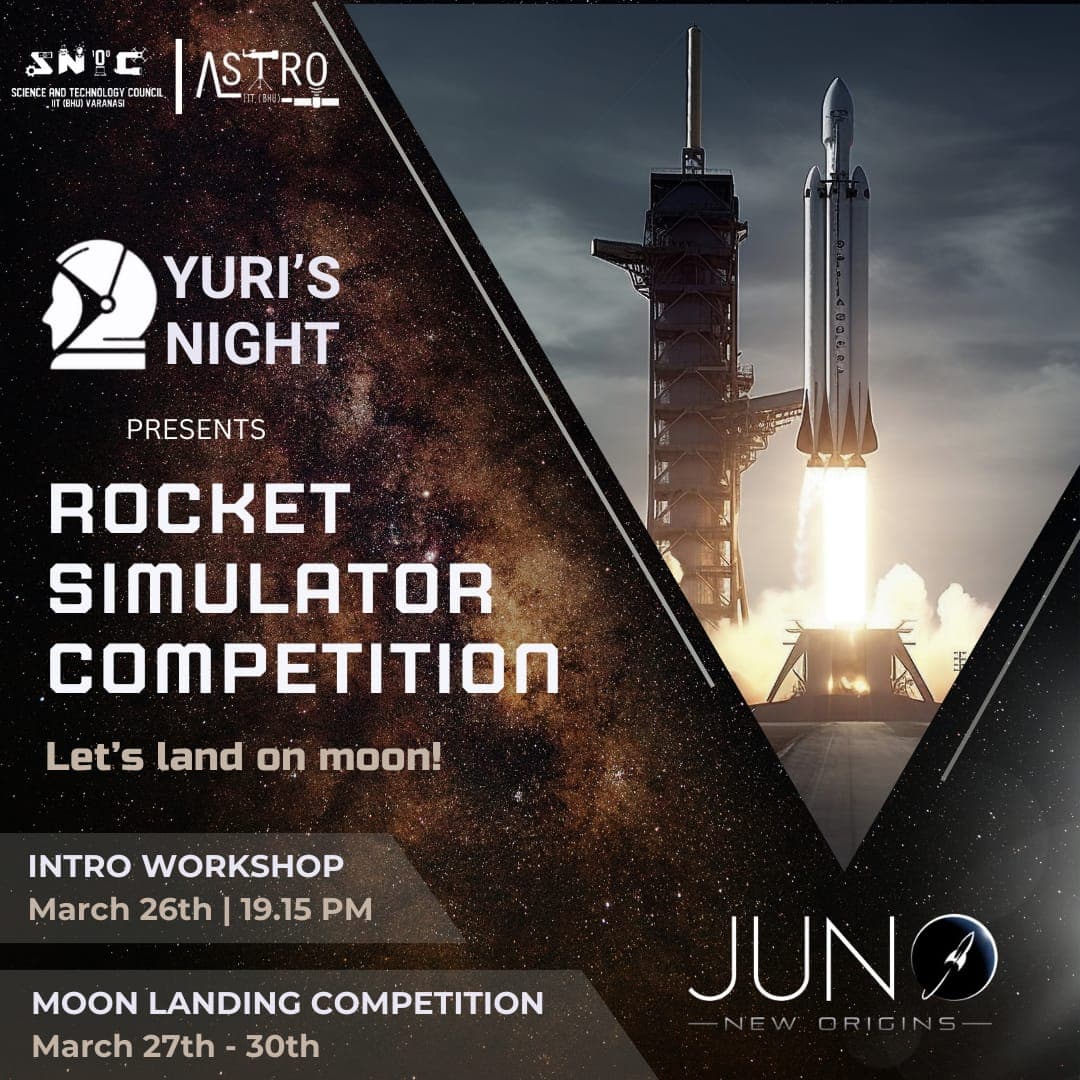 SNTC
SCIENCE AND TECHNOLOGY COUNCIL
IIT (BHU) VARANASI
ASTRO
IIT, (BHU)
YURI'S
NIGHT
PRESENTS
ROCKET
SIMULATOR
COMPETITION
Let's land on moon!
INTRO WORKSHOP
March 26th | 19.15 PM
MOON LANDING COMPETITION
March 27th - 30th
JUNO
NEW ORIGINS